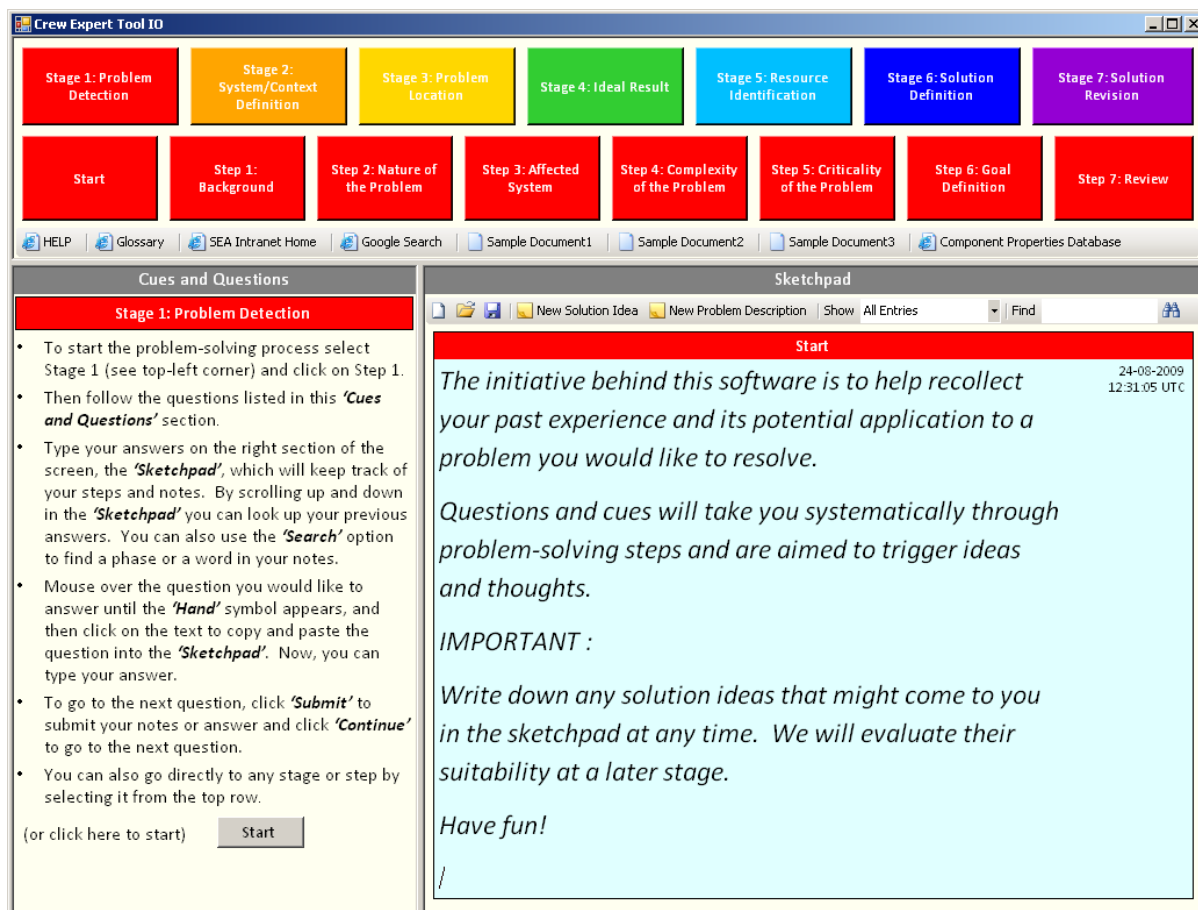 Crew Expert Tool IO
Stage 1: Problem
Detection
Stage 2:
System/Context
Definition
Stage 3: Problem
Location
Stage 4: Ideal Result
Stage 5: Resource
Identification
Stage 6: Solution
Definition
Stage 7: Solution
Revision
Start
Step 1:
Background
Step 2: Nature of
the Problem
Step 3: Affected
System
Step 4: Complexity
of the Problem
Step 5: Criticality
of the Problem
Step 6: Goal
Definition
Step 7: Review
HELP Glossary SEA Intranet Home Google Search Sample Document1 Sample Document2 Sample Document3 Component Properties Database
Cues and Questions
Stage 1: Problem Detection
• To start the problem-solving process select
Stage 1 (see top-left corner) and click on Step 1.
• Then follow the questions listed in this 'Cues
and Questions' section.
• Type your answers on the right section of the
screen, the 'Sketchpad', which will keep track of
your steps and notes. By scrolling up and down
in the 'Sketchpad' you can look up your previous
answers. You can also use the 'Search' option
to find a phase or a word in your notes.
• Mouse over the question you would like to
answer until the 'Hand' symbol appears, and
then click on the text to copy and paste the
question into the 'Sketchpad'. Now, you can
type your answer.
• To go to the next question, click 'Submit' to
submit your notes or answer and click 'Continue'
to go to the next question.
• You can also go directly to any stage or step by
selecting it from the top row.
(or click here to start) Start
Sketchpad
New Solution Idea New Problem Description Show All Entries Find
Start
24-08-2009
12:31:05 UTC
The initiative behind this software is to help recollect
your past experience and its potential application to a
problem you would like to resolve.
Questions and cues will take you systematically through
problem-solving steps and are aimed to trigger ideas
and thoughts.
IMPORTANT :
Write down any solution ideas that might come to you
in the sketchpad at any time. We will evaluate their
suitability at a later stage.
Have fun!